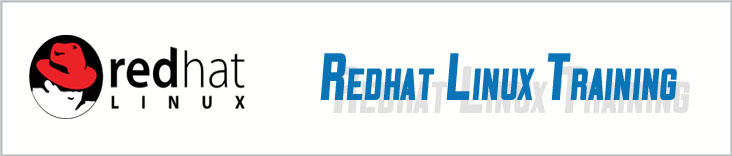 redhat
LINUX
REDHAT LINUX TRAINING